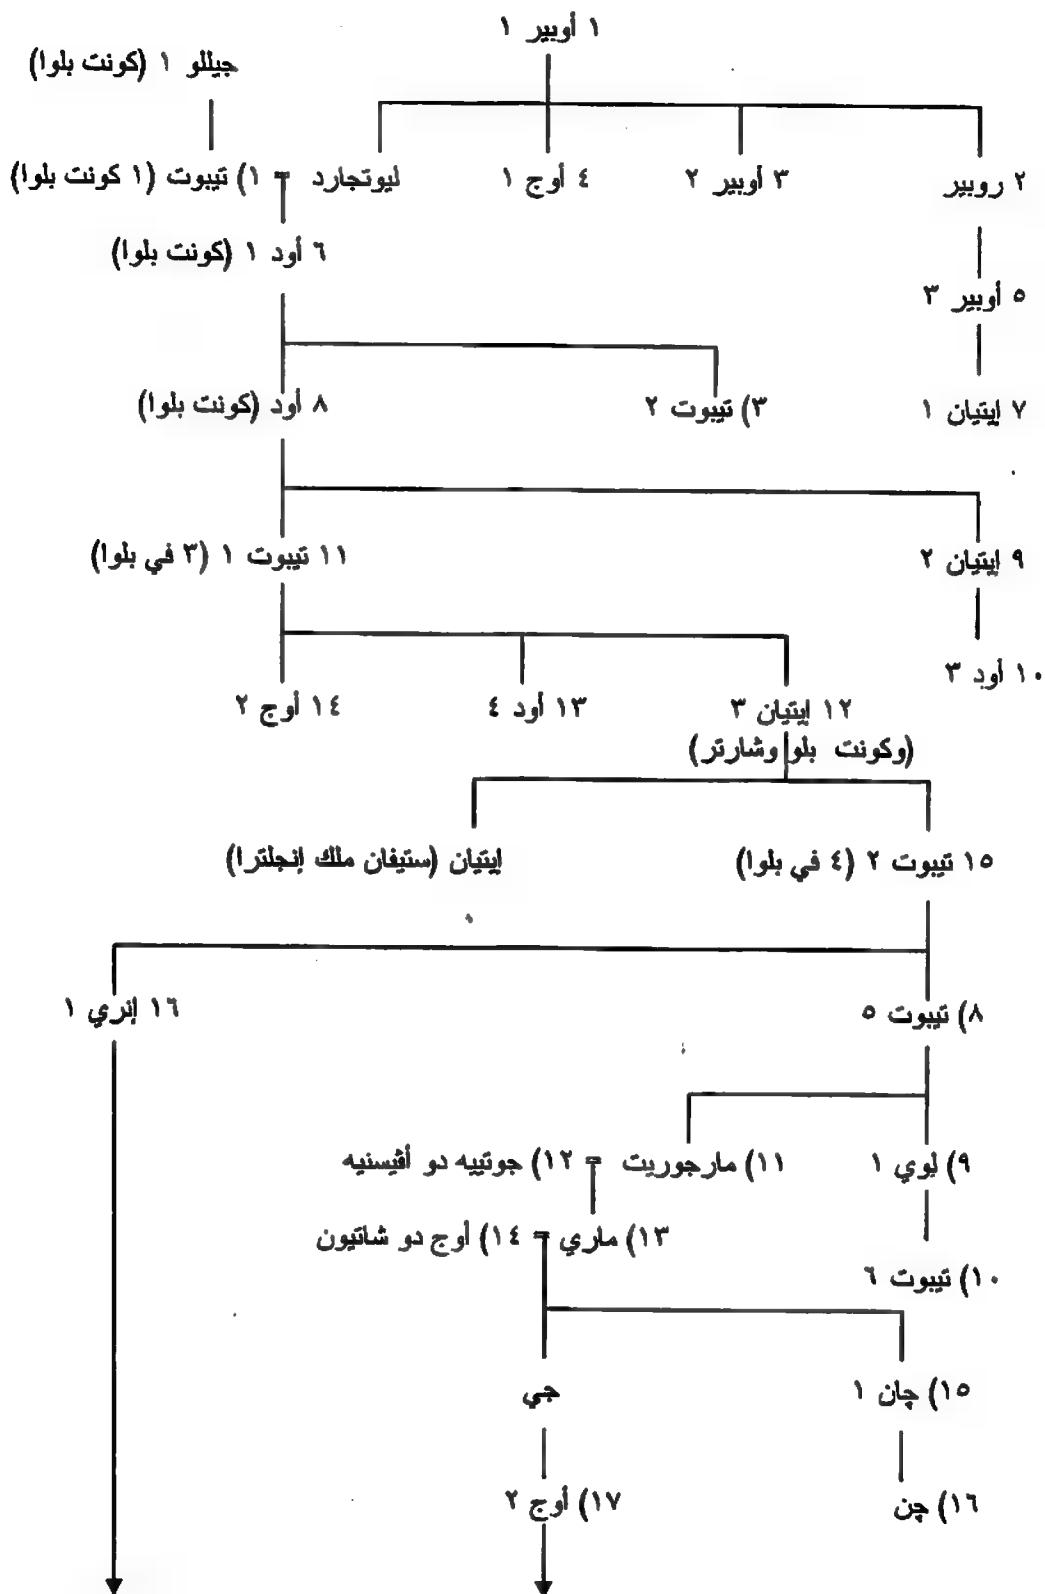 ١ أوبير ١
جيللو ١ (كونت بلوا)
٢ روبير
٣ أوبير ٢
٤ أوج ١
ليوتجارد = ١) تيبوت (١ كونت بلوا)
٦ أود ١ (كونت بلوا)
٥ أوبير ٣
٧ إيتيان ١
٣) تيبوت ٢
٨ أود (كونت بلوا)
٩ إيتيان ٢
١١ تيبوت ١ (٣ في بلوا)
١٠ أود ٣
١٢ إيتيان ٣
(وكونت بلو وشارتر)
١٣ أود ٤
١٤ أوج ٢
١٥ تيبوت ٢ (٤ في بلوا)
إيتيان (ستيفان ملك إنجلترا)
٨) تيبوت ٥
١٦ إنري ١
٩) لوي ١
١١) مارجوريت = ١٢) جوتييه دو أڤيسنيه
١٣) ماري = ١٤) أوج دو شاتيون
١٠) تيبوت ٦
١٥) چان ١
جي
١٦) چن
١٧) أوج ٢